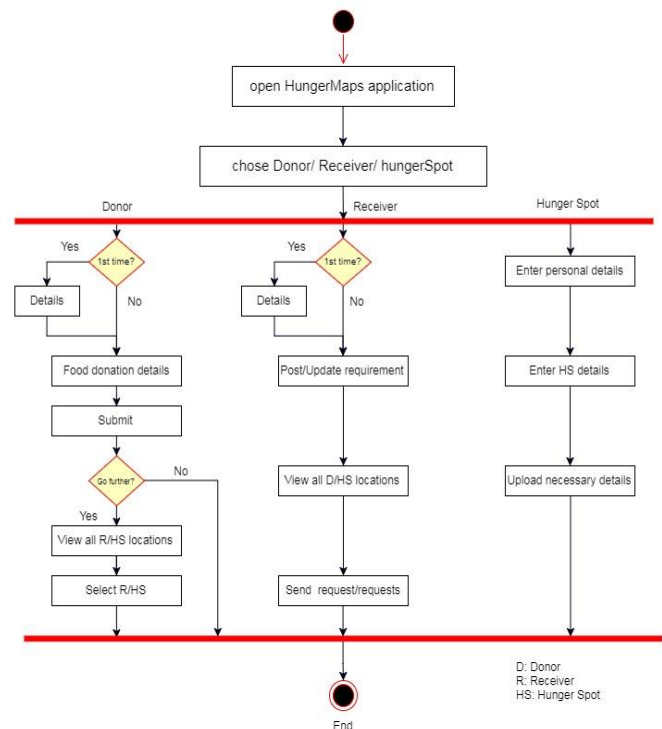 open HungerMaps application
chose Donor/ Receiver/ hungerSpot
Donor
Receiver
Hunger Spot
Yes
1st time?
Details
No
Food donation details
Submit
Go further?
No
Yes
View all R/HS locations
Select R/HS
Yes
1st time?
Details
No
Post/Update requirement
View all D/HS locations
Send request/requests
Enter personal details
Enter HS details
Upload necessary details
D: Donor
R: Receiver
HS: Hunger Spot
End